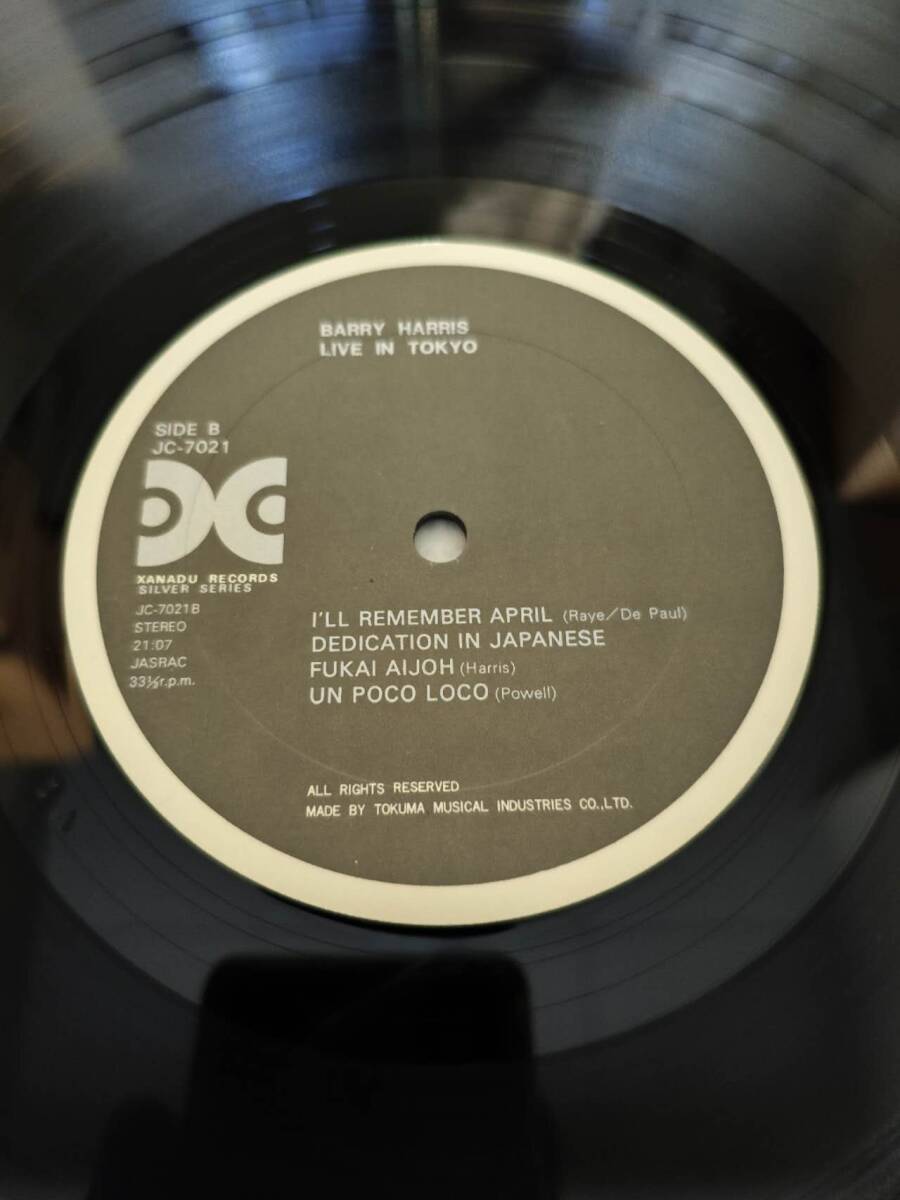 BARRY HARRIS
LIVE IN TOKYO
SIDE B
JC-7021
XANADU RECORDS
SILVER SERIES
JC-7021B
STEREO
21:07
JASRAC
33⅓r.p.m.
I'LL REMEMBER APRIL (Raye/De Paul)
DEDICATION IN JAPANESE
FUKAI AIJOH (Harris)
UN POCO LOCO (Powell)
ALL RIGHTS RESERVED
MADE BY TOKUMA MUSICAL INDUSTRIES CO.,LTD.